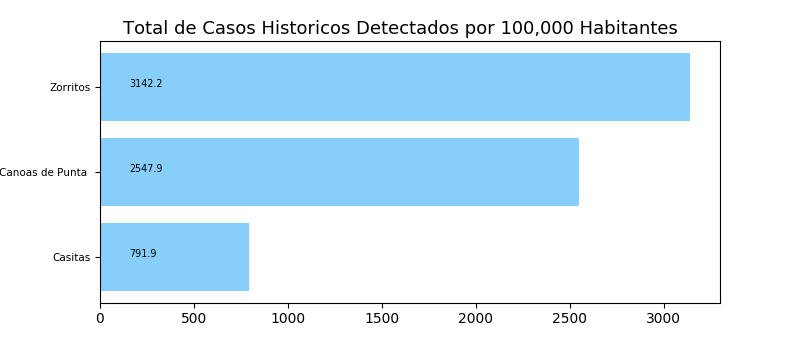 Total de Casos Historicos Detectados por 100,000 Habitantes
Zorritos
3142.2
Canoas de Punta
2547.9
Casitas
791.9
0 500 1000 1500 2000 2500 3000